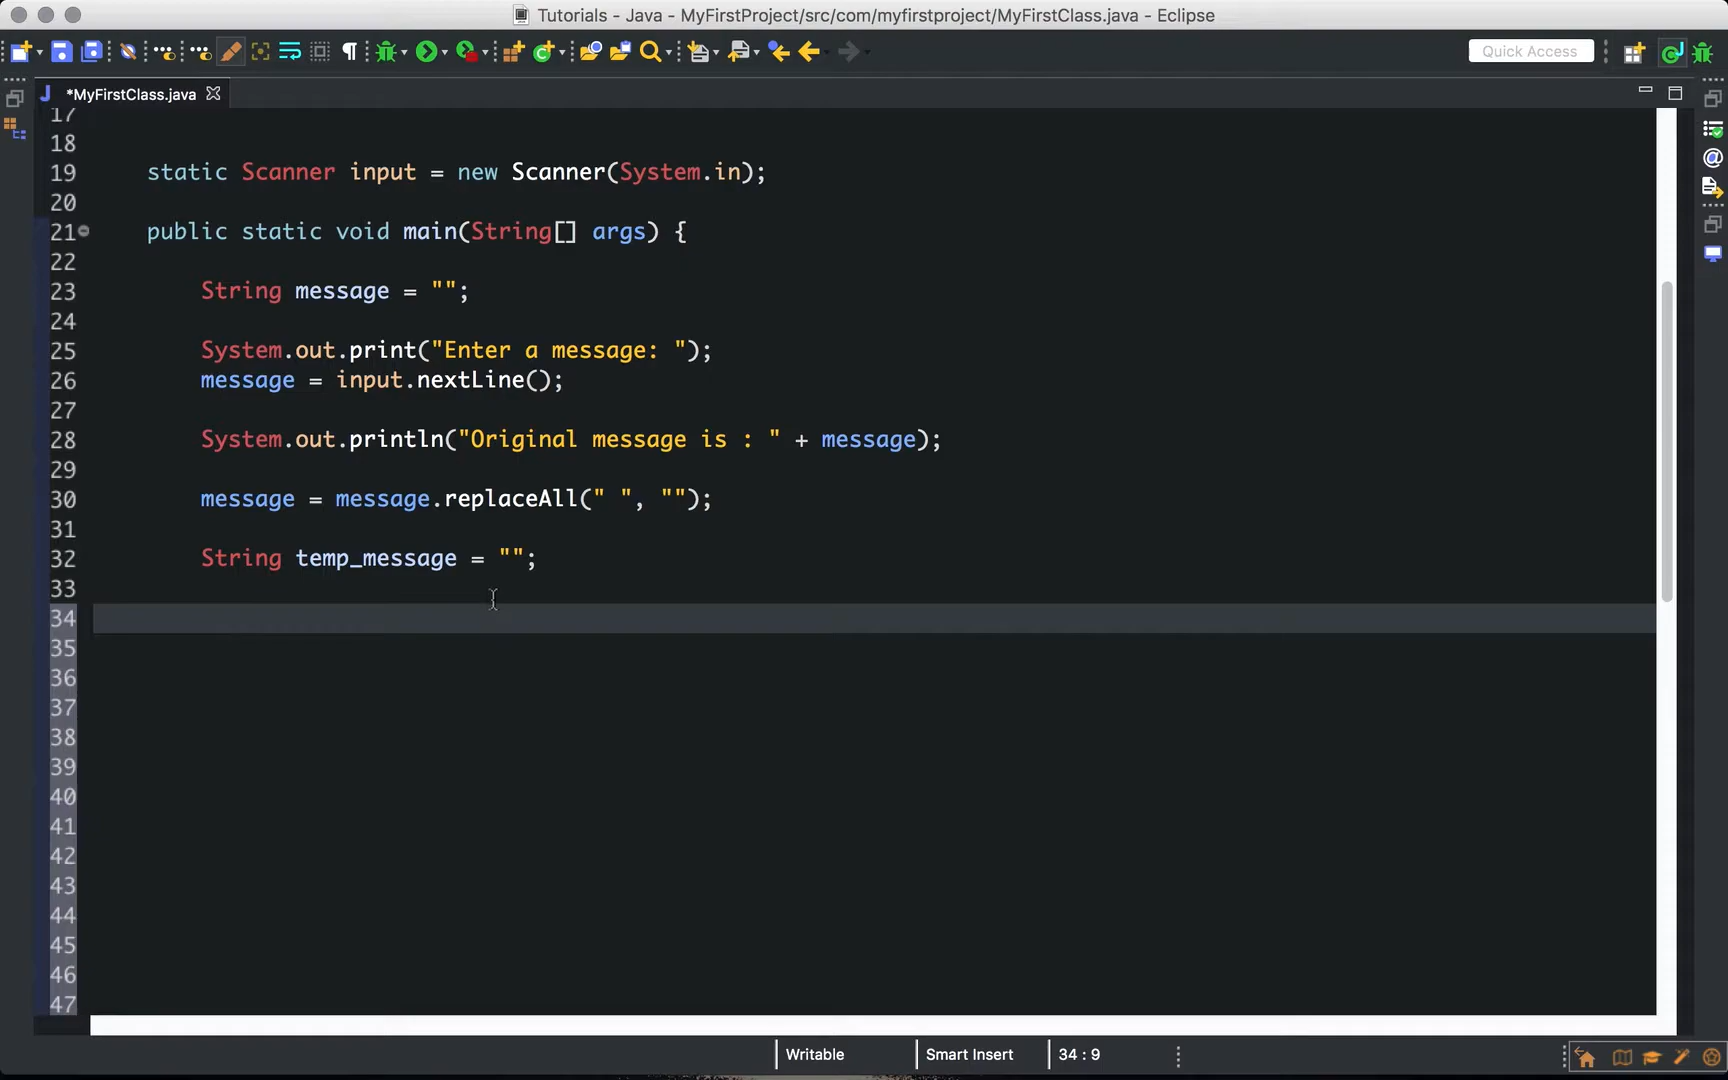 Tutorials - Java - MyFirstProject/src/com/myfirstproject/MyFirstClass.java - Eclipse
Quick Access
*MyFirstClass.java
17
18
19 static Scanner input = new Scanner(System.in);
20
21 public static void main(String[] args) {
22
23 String message = "";
24
25 System.out.print("Enter a message: ");
26 message = input.nextLine();
27
28 System.out.println("Original message is : " + message);
29
30 message = message.replaceAll(" ", "");
31
32 String temp_message = "";
33
34
35
36
37
38
39
40
41
42
43
44
45
46
47
Writable Smart Insert 34 : 9